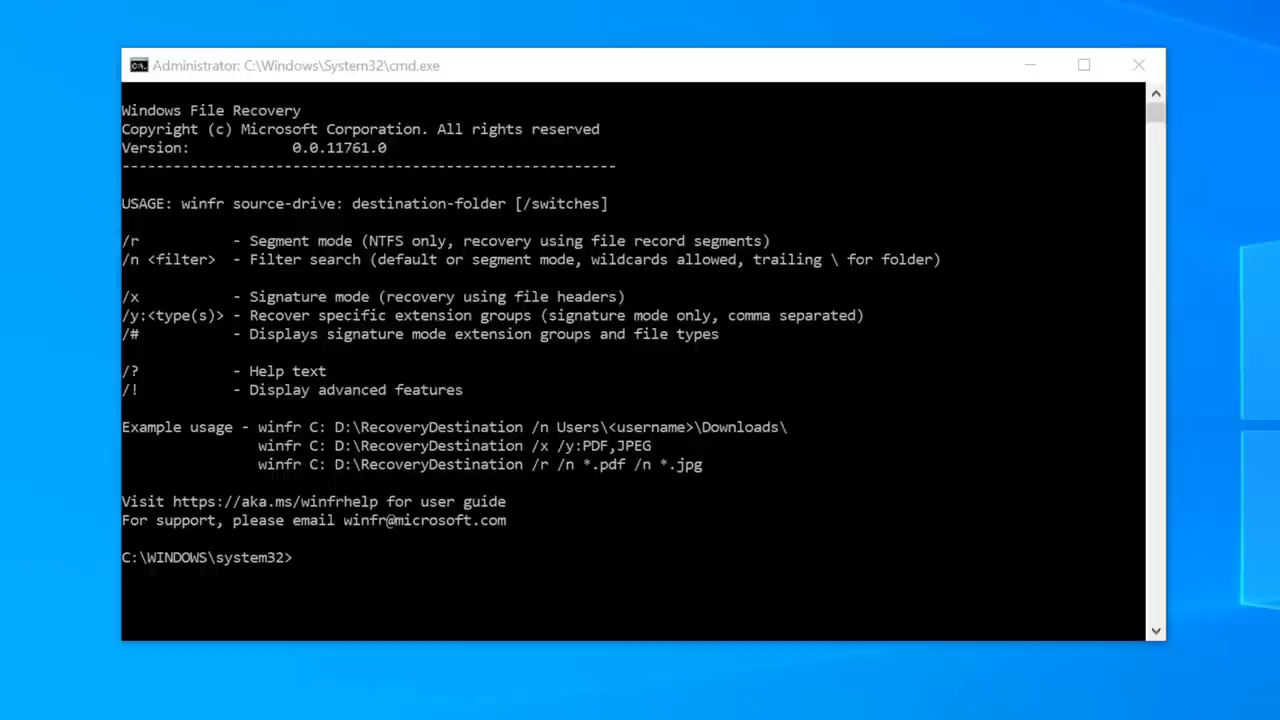 Administrator: C:\Windows\System32\cmd.exe
Windows File Recovery
Copyright (c) Microsoft Corporation. All rights reserved
Version:            0.0.11761.0
----------------------------------------------------------
USAGE: winfr source-drive: destination-folder [/switches]
/r           - Segment mode (NTFS only, recovery using file record segments)
/n <filter>  - Filter search (default or segment mode, wildcards allowed, trailing \ for folder)
/x           - Signature mode (recovery using file headers)
/y:<type(s)> - Recover specific extension groups (signature mode only, comma separated)
/#           - Displays signature mode extension groups and file types
/?           - Help text
/!           - Display advanced features
Example usage - winfr C: D:\RecoveryDestination /n Users\<username>\Downloads\
                winfr C: D:\RecoveryDestination /x /y:PDF,JPEG
                winfr C: D:\RecoveryDestination /r /n *.pdf /n *.jpg
Visit https://aka.ms/winfrhelp for user guide
For support, please email winfr@microsoft.com
C:\WINDOWS\system32>